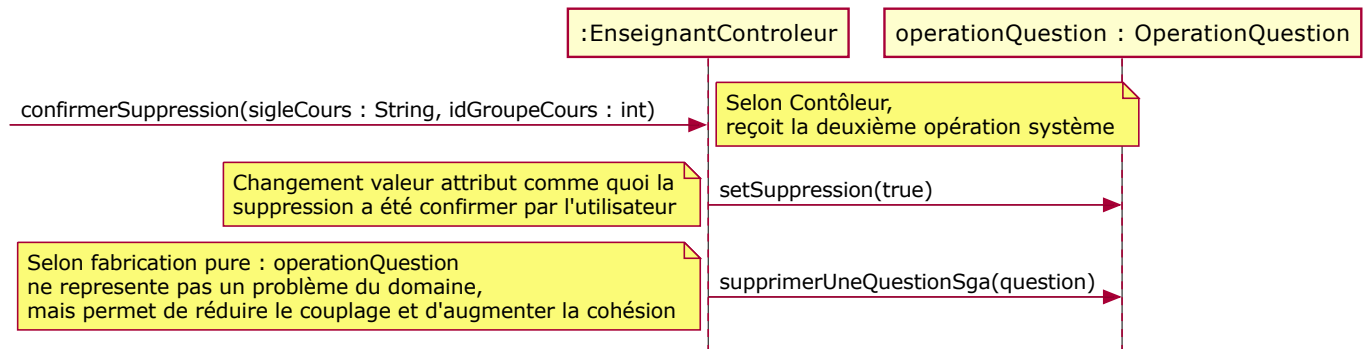 :EnseignantControleur
operationQuestion : OperationQuestion
confirmerSuppression(sigleCours : String, idGroupeCours : int)
Selon Contôleur,
reçoit la deuxième opération système
Changement valeur attribut comme quoi la
suppression a été confirmer par l'utilisateur
setSuppression(true)
Selon fabrication pure : operationQuestion
ne represente pas un problème du domaine,
mais permet de réduire le couplage et d'augmenter la cohésion
supprimerUneQuestionSga(question)